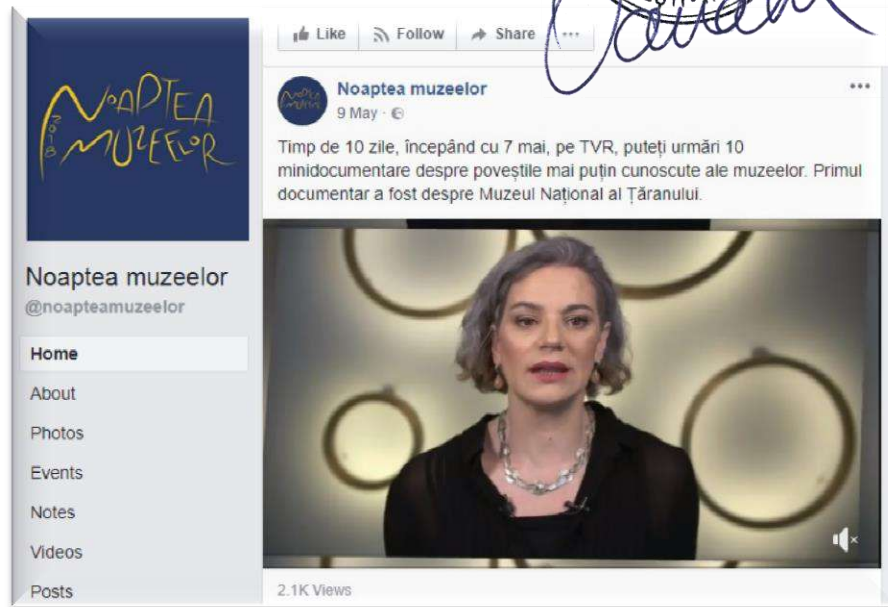 Like
Follow
Share
...
NOAPTEA
MUZEELOR
2018
Noaptea muzeelor
@noapteamuzeelor
Home
About
Photos
Events
Notes
Videos
Posts
Noaptea muzeelor
9 May ·
Timp de 10 zile, începând cu 7 mai, pe TVR, puteți urmări 10
minidocumentare despre poveștile mai puțin cunoscute ale muzeelor. Primul
documentar a fost despre Muzeul Național al Țăranului.
2.1K Views